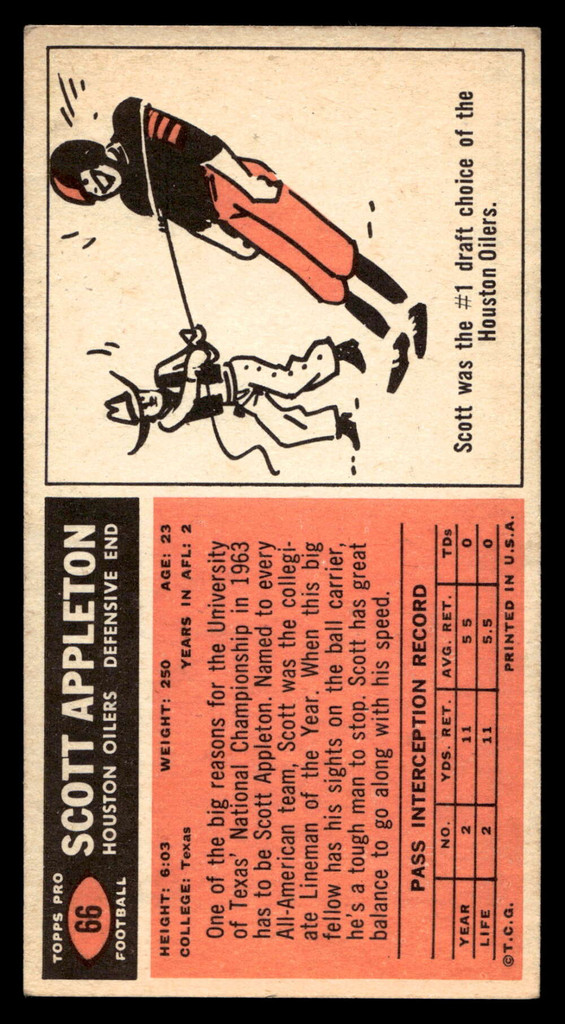 TOPPS PRO
66
FOOTBALL
SCOTT APPLETON
HOUSTON OILERS DEFENSIVE END
HEIGHT: 6:03 WEIGHT: 250 AGE: 23
COLLEGE: Texas YEARS IN AFL: 2
One of the big reasons for the University
of Texas' National Championship in 1963
has to be Scott Appleton. Named to every
All-American team, Scott was the collegi-
ate Lineman of the Year. When this big
fellow has his sights on the ball carrier,
he's a tough man to stop. Scott has great
balance to go along with his speed.
PASS INTERCEPTION RECORD
NO. YDS. RET. AVG. RET. TDs
YEAR 2 11 5 5 0
LIFE 2 11 5.5 0
©T.C.G. PRINTED IN U.S.A.
Scott was the #1 draft choice of the
Houston Oilers.